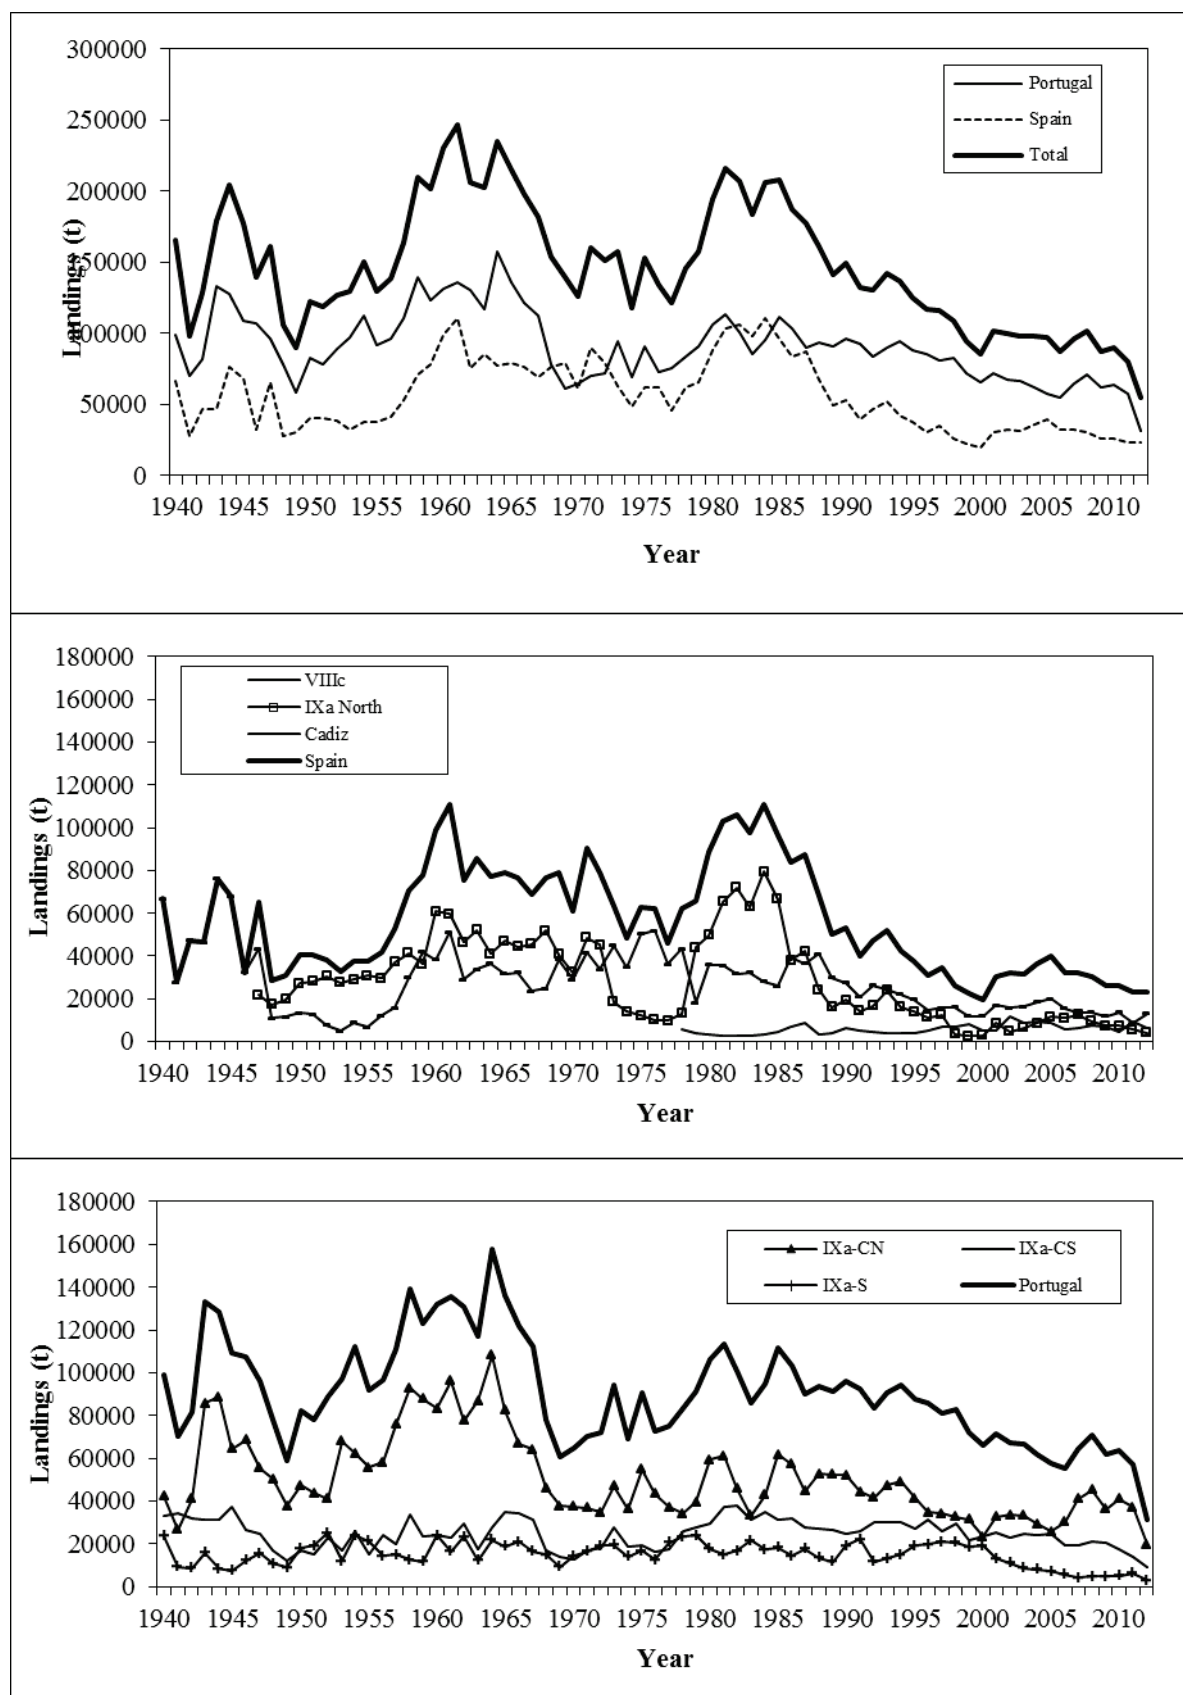 300000
250000
200000
150000
100000
50000
0
Landings (t)
Portugal
Spain
Total
1940 1945 1950 1955 1960 1965 1970 1975 1980 1985 1990 1995 2000 2005 2010
Year
180000
160000
140000
120000
100000
80000
60000
40000
20000
0
Landings (t)
VIIIc
IXa North
Cadiz
Spain
1940 1945 1950 1955 1960 1965 1970 1975 1980 1985 1990 1995 2000 2005 2010
Year
180000
160000
140000
120000
100000
80000
60000
40000
20000
0
Landings (t)
IXa-CN IXa-CS
IXa-S Portugal
1940 1945 1950 1955 1960 1965 1970 1975 1980 1985 1990 1995 2000 2005 2010
Year